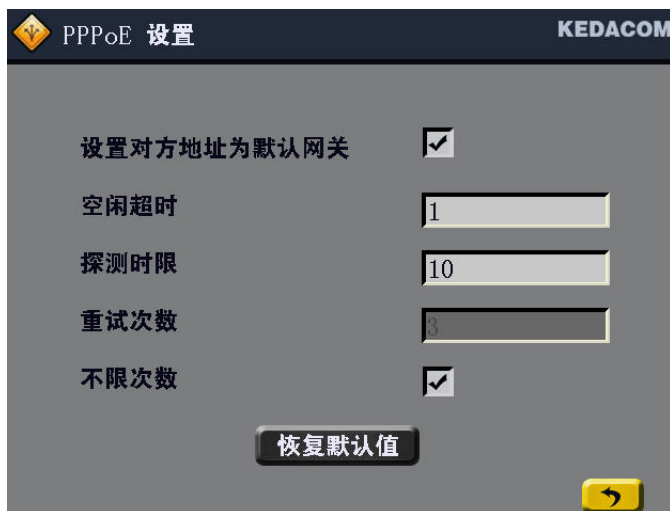 PPPoE 设置
KEDACOM
设置对方地址为默认网关
空闲超时
1
探测时限
10
重试次数
3
不限次数
恢复默认值